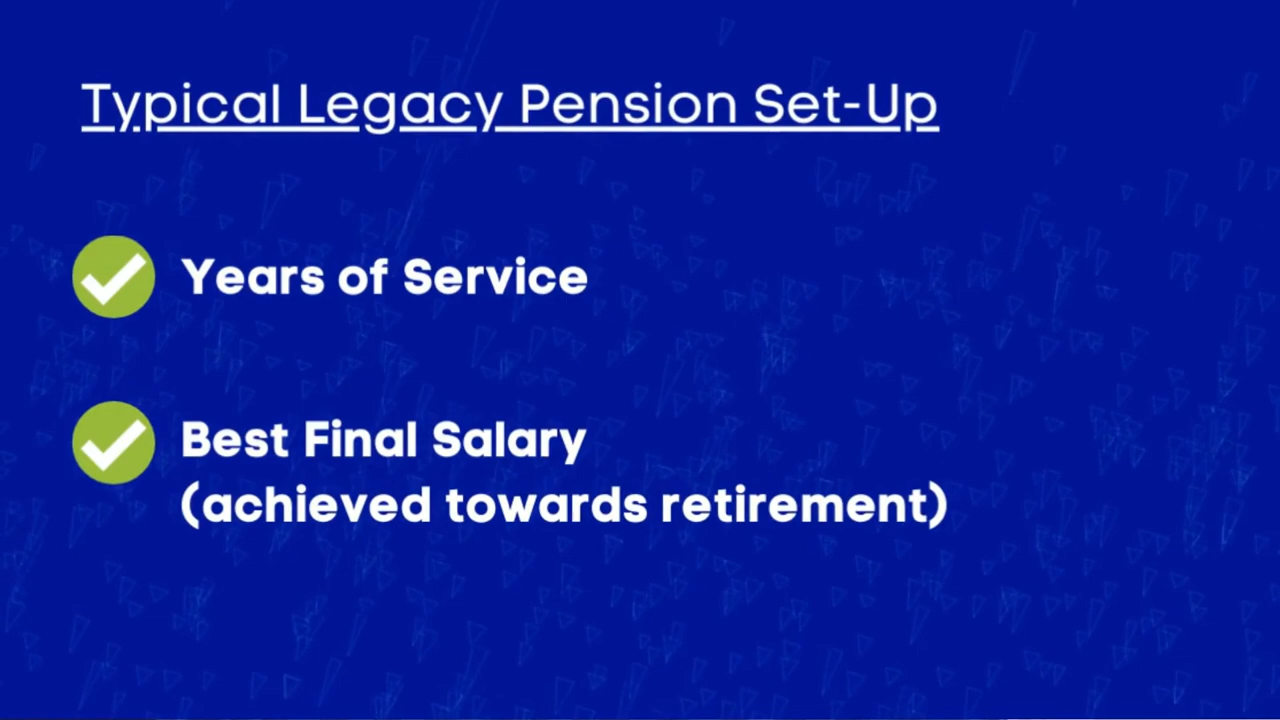 Typical Legacy Pension Set-Up
Years of Service
Best Final Salary
(achieved towards retirement)